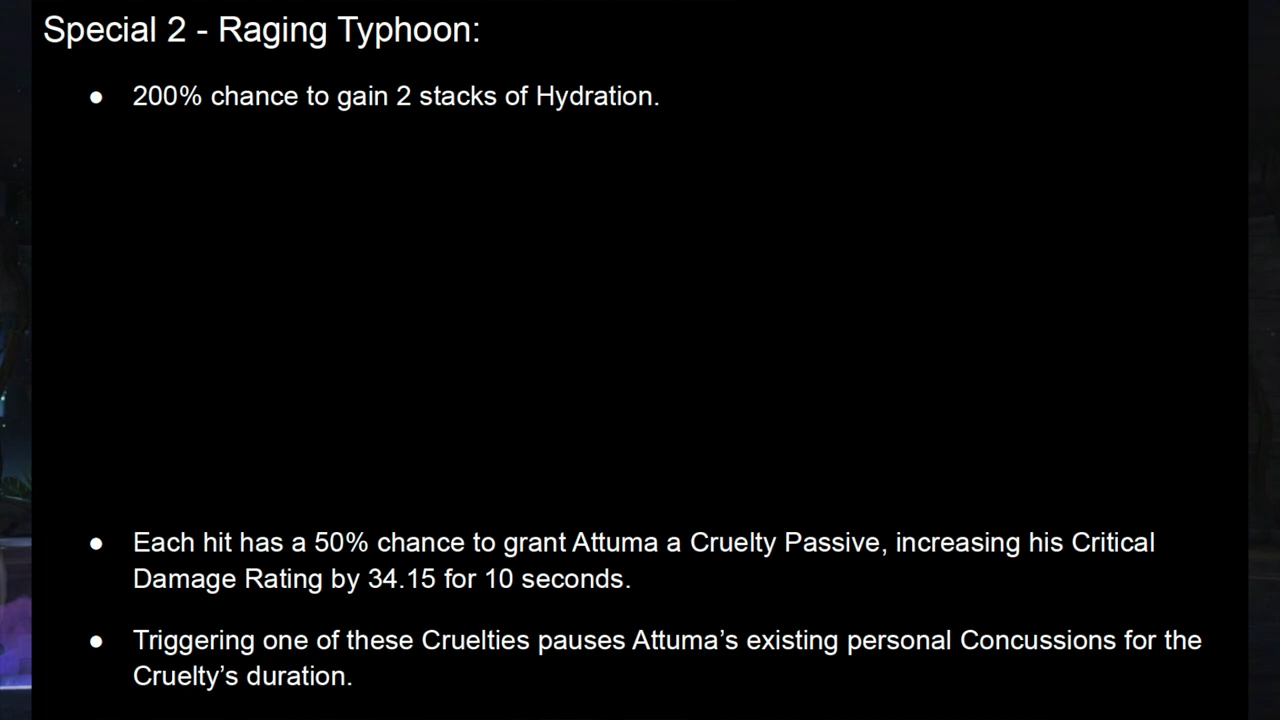 Special 2 - Raging Typhoon:
● 200% chance to gain 2 stacks of Hydration.
● Each hit has a 50% chance to grant Attuma a Cruelty Passive, increasing his Critical
Damage Rating by 34.15 for 10 seconds.
● Triggering one of these Cruelties pauses Attuma’s existing personal Concussions for the
Cruelty’s duration.